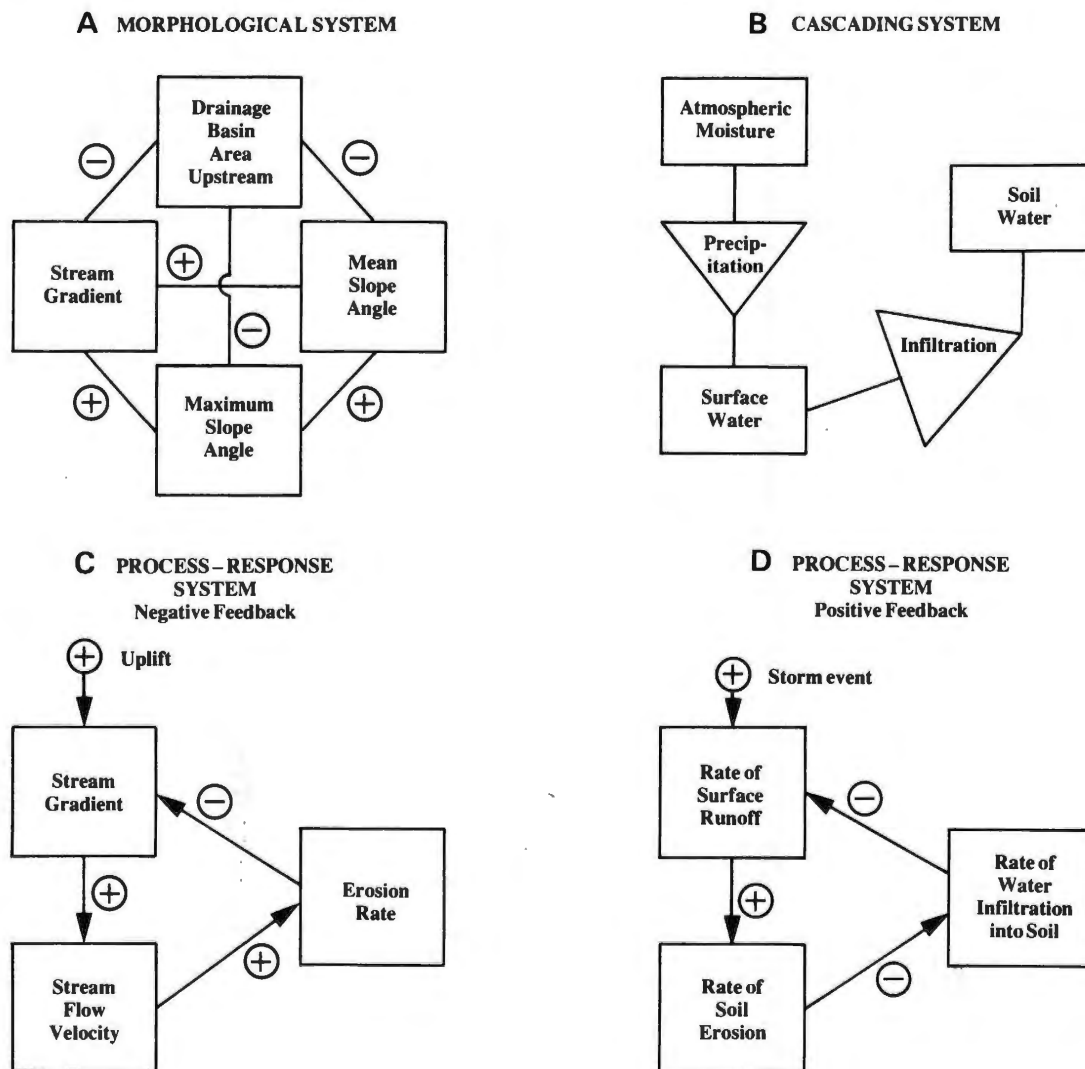 A MORPHOLOGICAL SYSTEM
Drainage
Basin
Area
Upstream
−
−
Stream
Gradient
+
Mean
Slope
Angle
−
+
+
Maximum
Slope
Angle
B CASCADING SYSTEM
Atmospheric
Moisture
Precip-
itation
Surface
Water
Infiltration
Soil
Water
C PROCESS – RESPONSE
SYSTEM
Negative Feedback
+ Uplift
Stream
Gradient
−
+
Erosion
Rate
+
Stream
Flow
Velocity
D PROCESS – RESPONSE
SYSTEM
Positive Feedback
+ Storm event
Rate of
Surface
Runoff
−
+
Rate of
Water
Infiltration
into Soil
−
Rate of
Soil
Erosion